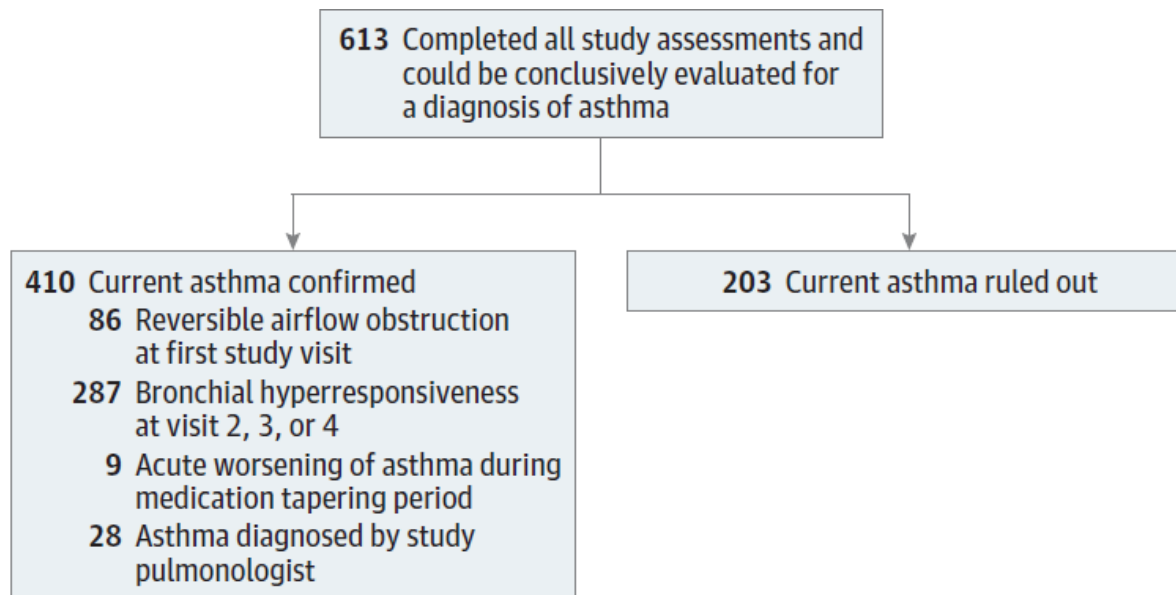 613 Completed all study assessments and
could be conclusively evaluated for
a diagnosis of asthma
410 Current asthma confirmed
86 Reversible airflow obstruction
at first study visit
287 Bronchial hyperresponsiveness
at visit 2, 3, or 4
9 Acute worsening of asthma during
medication tapering period
28 Asthma diagnosed by study
pulmonologist
203 Current asthma ruled out